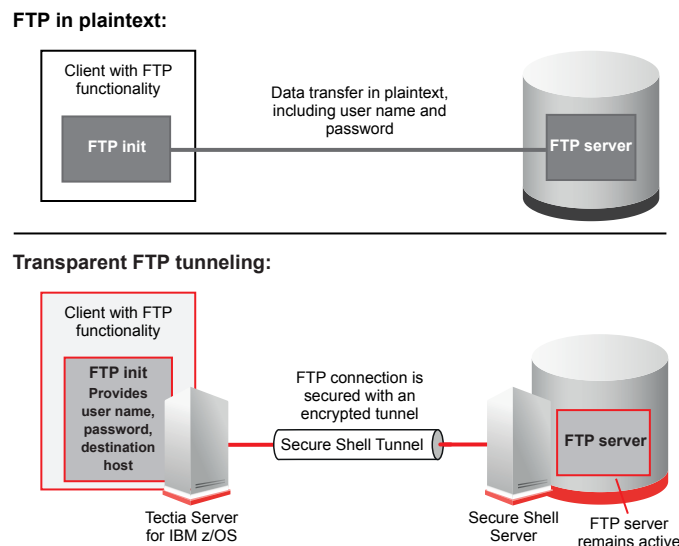 FTP in plaintext:
Client with FTP
functionality
FTP init
Data transfer in plaintext,
including user name and
password
FTP server
Transparent FTP tunneling:
Client with FTP
functionality
FTP init
Provides
user name,
password,
destination
host
Tectia Server
for IBM z/OS
FTP connection is
secured with an
encrypted tunnel
Secure Shell Tunnel
Secure Shell
Server
FTP server
FTP server
remains active